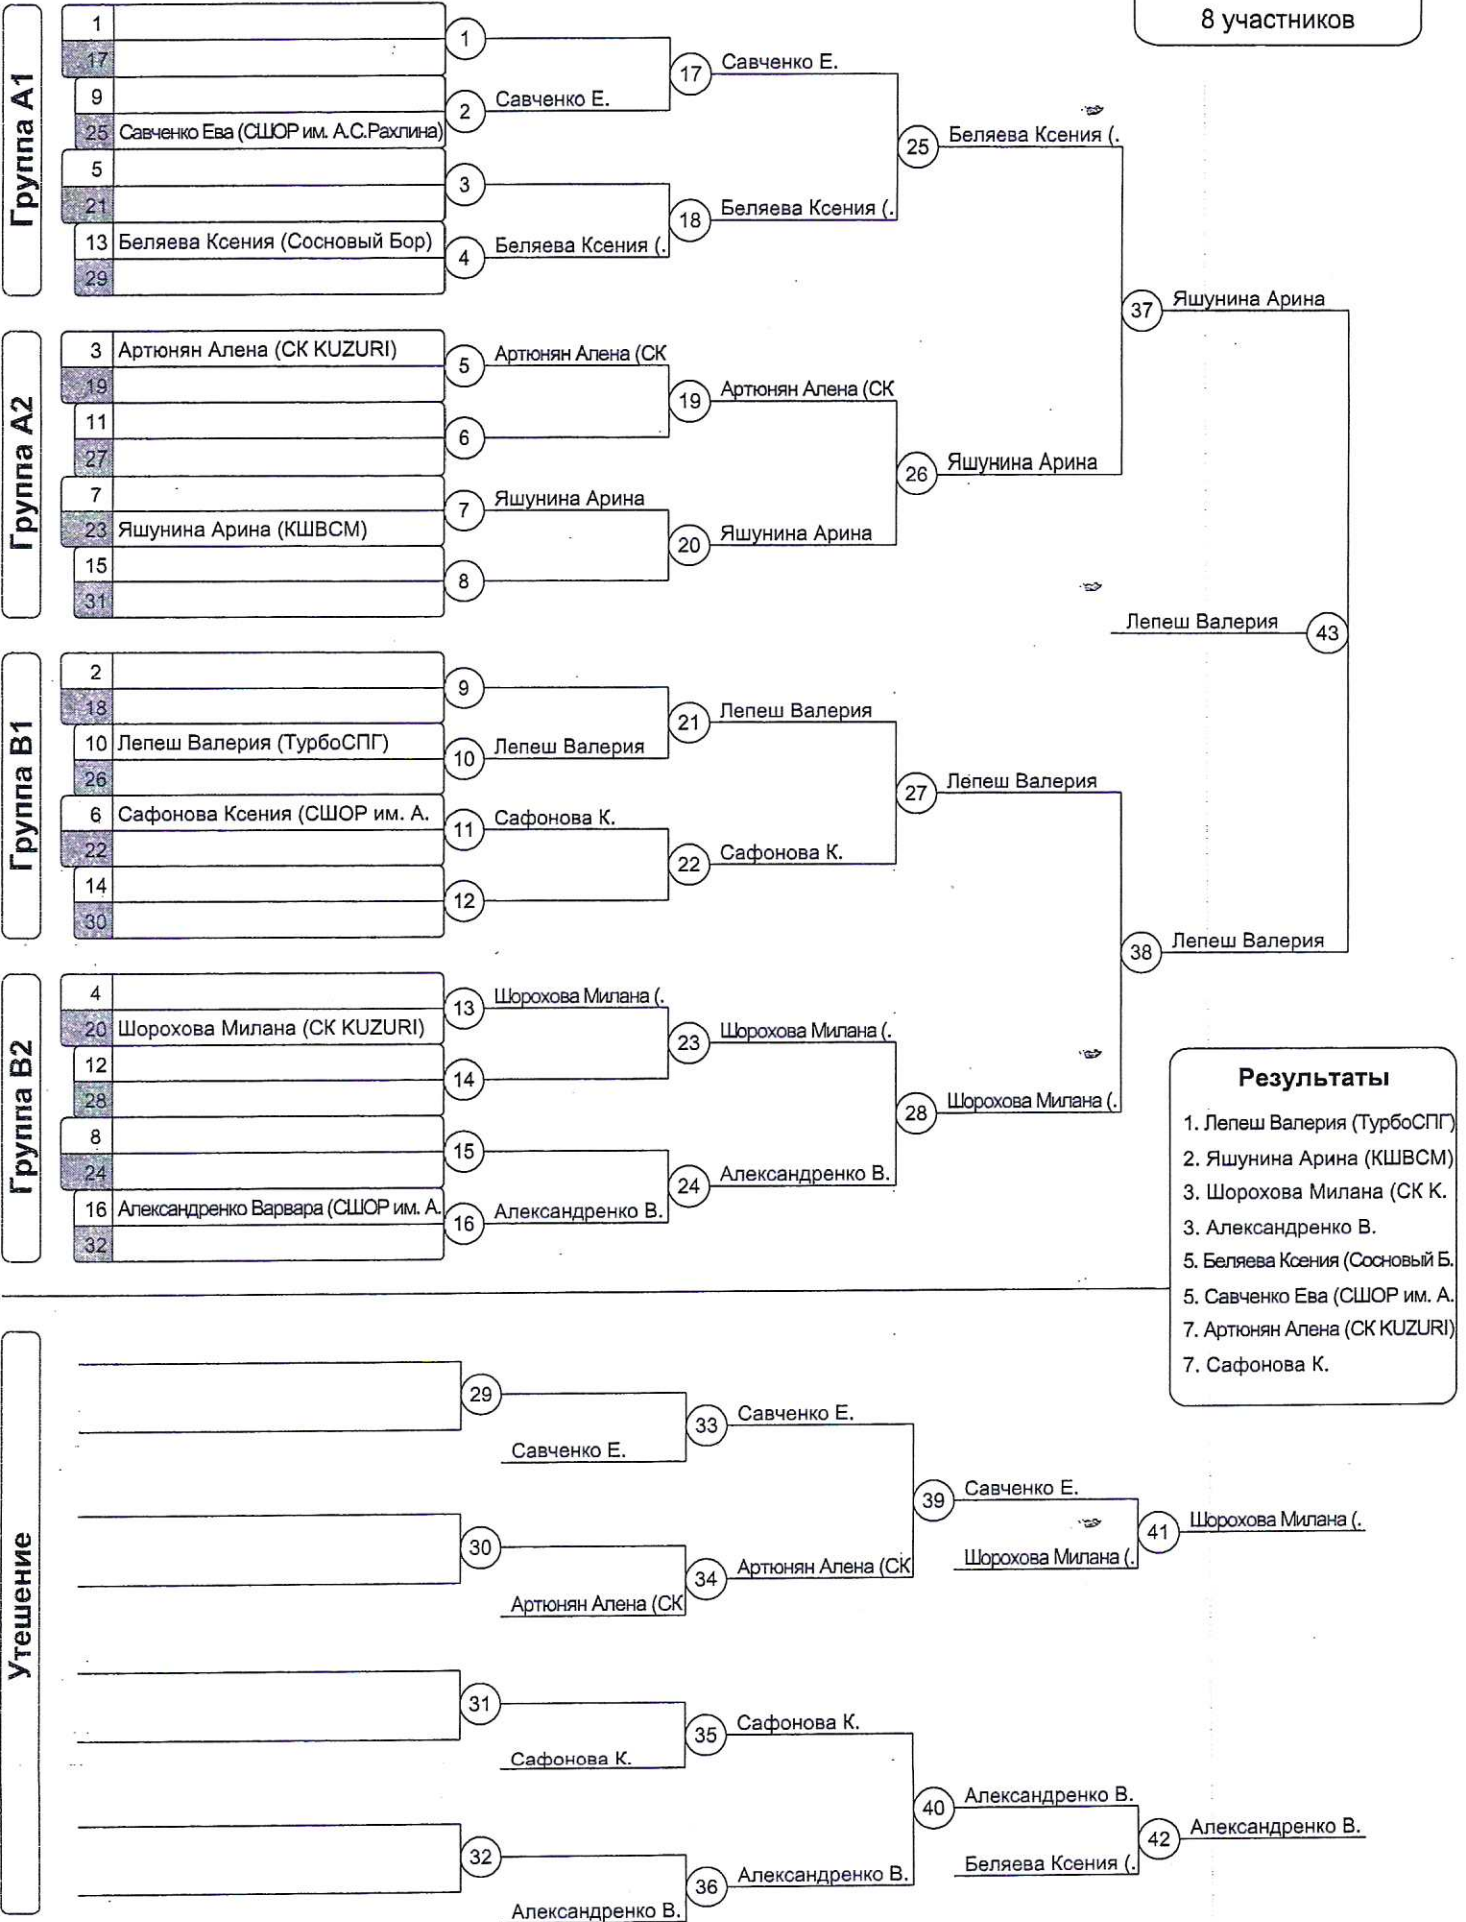 8 участников
Группа A1
1
17
9
25 Савченко Ева (СШОР им. А.С.Рахлина)
5
21
13 Беляева Ксения (Сосновый Бор)
29
1
2 Савченко Е.
3
4 Беляева Ксения (.
17 Савченко Е.
18 Беляева Ксения (.
25 Беляева Ксения (.
Группа A2
3 Артюнян Алена (СК KUZURI)
19
11
27
7
23 Яшунина Арина (КШВСМ)
15
31
5 Артюнян Алена (СК
6
7 Яшунина Арина
8
19 Артюнян Алена (СК
20 Яшунина Арина
26 Яшунина Арина
37 Яшунина Арина
Лепеш Валерия 43
Группа B1
2
18
10 Лепеш Валерия (ТурбоСПГ)
26
6 Сафонова Ксения (СШОР им. А.
22
14
30
9
10 Лепеш Валерия
11 Сафонова К.
12
21 Лепеш Валерия
22 Сафонова К.
27 Лепеш Валерия
Группа B2
4
20 Шорохова Милана (СК KUZURI)
12
28
8
24
16 Александренко Варвара (СШОР им. А.
32
13 Шорохова Милана (.
14
15
16 Александренко В.
23 Шорохова Милана (.
24 Александренко В.
28 Шорохова Милана (.
38 Лепеш Валерия
Результаты
1. Лепеш Валерия (ТурбоСПГ)
2. Яшунина Арина (КШВСМ)
3. Шорохова Милана (СК K.
3. Александренко В.
5. Беляева Ксения (Сосновый Б.
5. Савченко Ева (СШОР им. А.
7. Артюнян Алена (СК KUZURI)
7. Сафонова К.
Утешение
29
Савченко Е.
30
Артюнян Алена (СК
31
Сафонова К.
32
Александренко В.
33 Савченко Е.
34 Артюнян Алена (СК
35 Сафонова К.
36 Александренко В.
39 Савченко Е.
Шорохова Милана (.
40 Александренко В.
Беляева Ксения (.
41 Шорохова Милана (.
42 Александренко В.